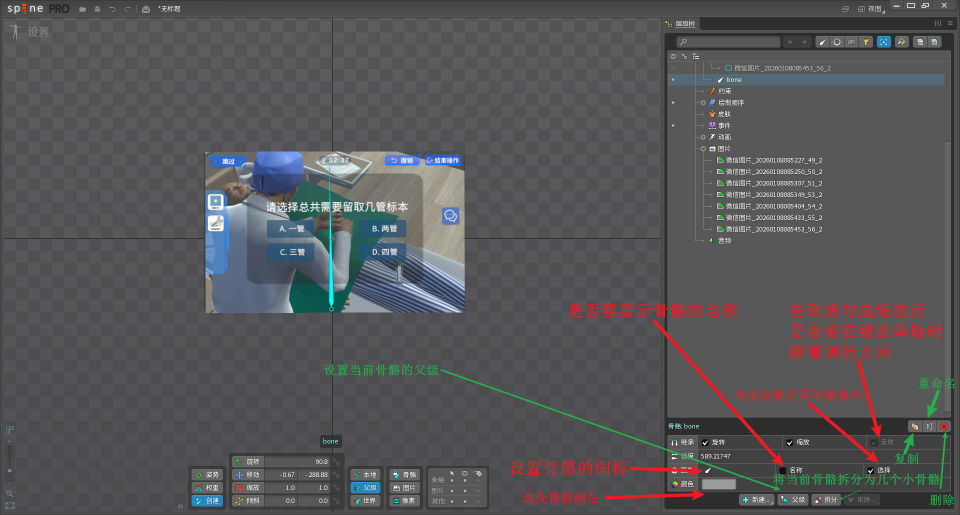 spine PRO
*无标题
视图
设置
层级树
微信图片_20260108085453_56_2
bone
约束
绘制顺序
皮肤
事件
动画
图片
微信图片_20260108085227_49_2
微信图片_20260108085250_50_2
微信图片_20260108085307_51_2
微信图片_20260108085349_53_2
微信图片_20260108085404_54_2
微信图片_20260108085433_55_2
微信图片_20260108085453_56_2
音频
跳过
02:37
撤销
结束操作
请选择总共需要留取几管标本
A. 一管
B. 两管
C. 三管
D. 四管
是否要显示骨骼的名称
在取消勾选缩放后
是否要在缩放单轴时
跟着调转方向
设置当前骨骼的父级
重命名
当前骨骼是否可被选中
骨骼: bone
继承
旋转
缩放
反射
长度
589.21747
复制
设置骨骼的图标
图标
名称
选择
将当前骨骼拆分为几个小骨骼
改变骨骼颜色
颜色
删除
新建...
父级
拆分
bone
姿势
权重
创建
旋转
90.8
移动
-0.67
-288.88
缩放
1.0
1.0
倾斜
0.0
0.0
本地
父级
世界
骨骼
图片
像素
骨骼
图片
其他